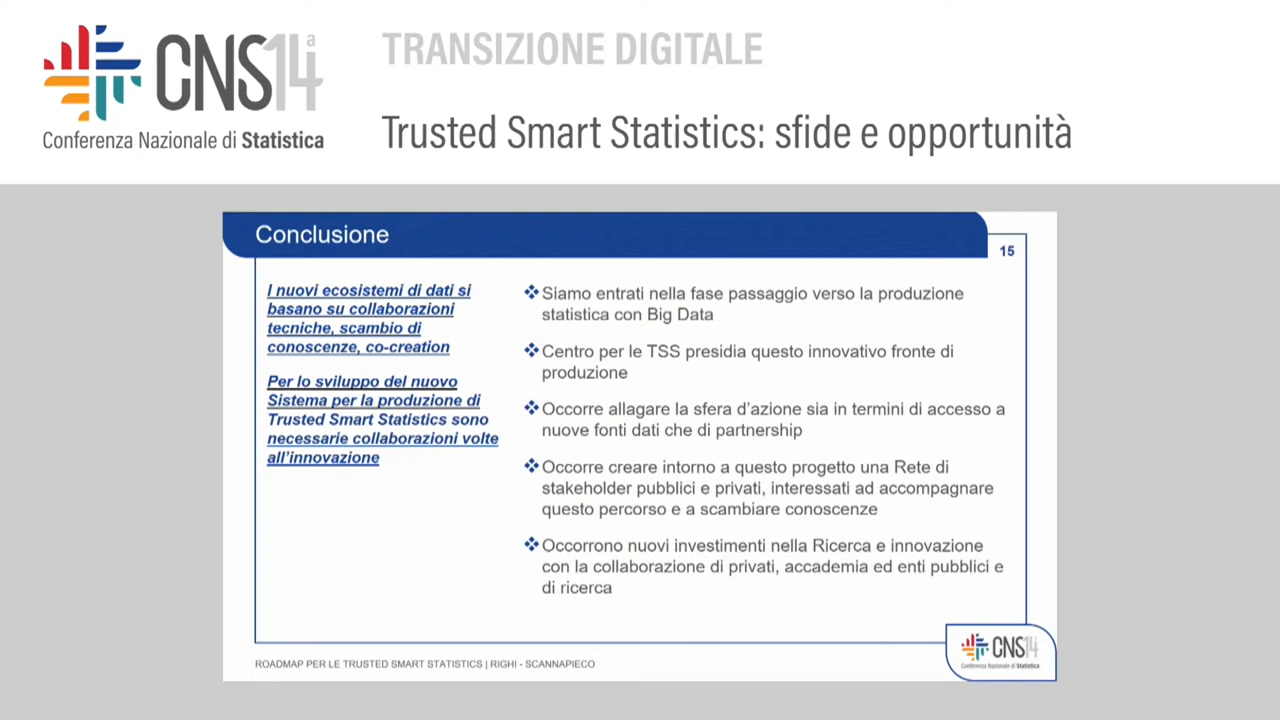 CNS14a
Conferenza Nazionale di Statistica
TRANSIZIONE DIGITALE
Trusted Smart Statistics: sfide e opportunità
Conclusione
15
I nuovi ecosistemi di dati si
basano su collaborazioni
tecniche, scambio di
conoscenze, co-creation
Per lo sviluppo del nuovo
Sistema per la produzione di
Trusted Smart Statistics sono
necessarie collaborazioni volte
all'innovazione
Siamo entrati nella fase passaggio verso la produzione
statistica con Big Data
Centro per le TSS presidia questo innovativo fronte di
produzione
Occorre allagare la sfera d'azione sia in termini di accesso a
nuove fonti dati che di partnership
Occorre creare intorno a questo progetto una Rete di
stakeholder pubblici e privati, interessati ad accompagnare
questo percorso e a scambiare conoscenze
Occorrono nuovi investimenti nella Ricerca e innovazione
con la collaborazione di privati, accademia ed enti pubblici e
di ricerca
ROADMAP PER LE TRUSTED SMART STATISTICS | RIGHI - SCANNAPIECO
CNS14
Conferenza Nazionale di Statistica